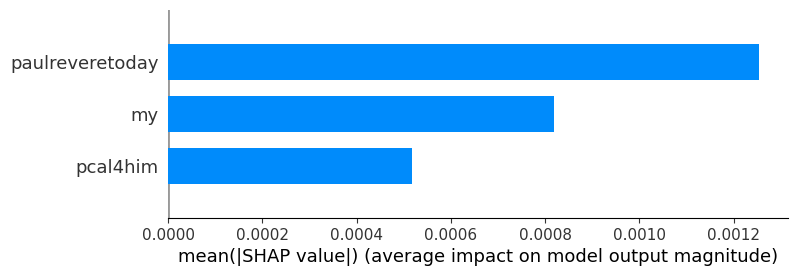 paulreveretoday
my
pcal4him
0.0000 0.0002 0.0004 0.0006 0.0008 0.0010 0.0012
mean(|SHAP value|) (average impact on model output magnitude)